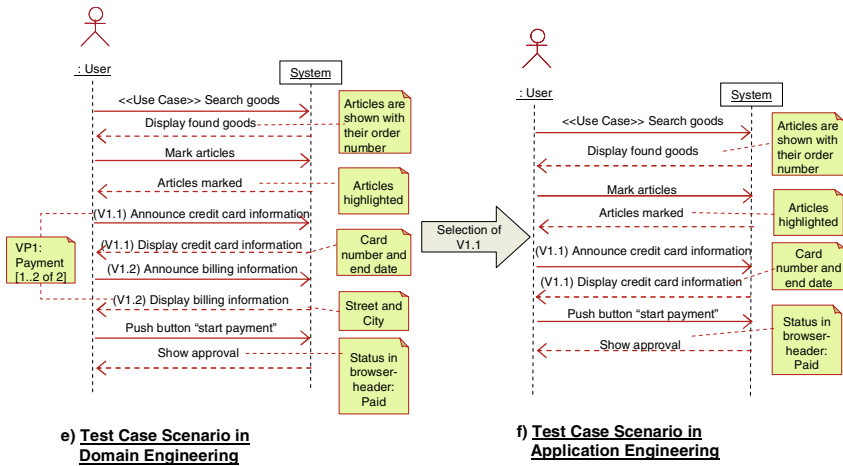 : User
System
<<Use Case>> Search goods
Articles are
shown with
their order
number
Display found goods
Mark articles
Articles marked
Articles
highlighted
(V1.1) Announce credit card information
VP1:
Payment
[1..2 of 2]
(V1.1) Display credit card information
Card
number and
end date
(V1.2) Announce billing information
(V1.2) Display billing information
Street and
City
Push button “start payment”
Show approval
Status in
browser-
header:
Paid
e) Test Case Scenario in
Domain Engineering
Selection of
V1.1
: User
System
<<Use Case>> Search goods
Articles are
shown with
their order
number
Display found goods
Mark articles
Articles marked
Articles
highlighted
(V1.1) Announce credit card information
Card
number and
end date
(V1.1) Display credit card information
Push button “start payment”
Show approval
Status in
browser-
header:
Paid
f) Test Case Scenario in
Application Engineering